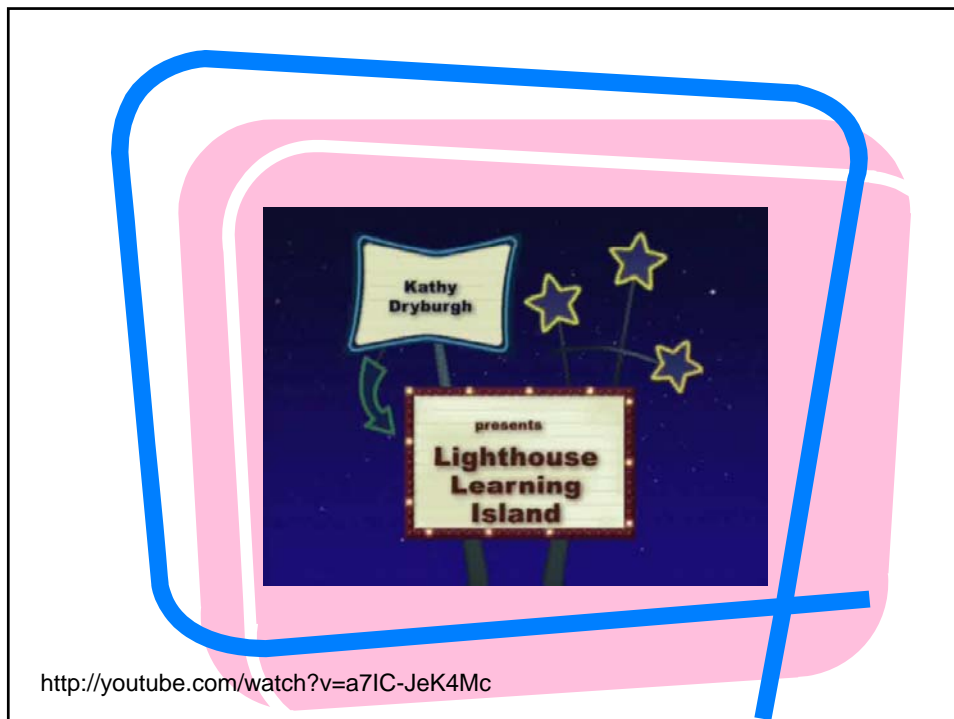 Kathy
Dryburgh
presents
Lighthouse
Learning
Island
http://youtube.com/watch?v=a7IC-JeK4Mc